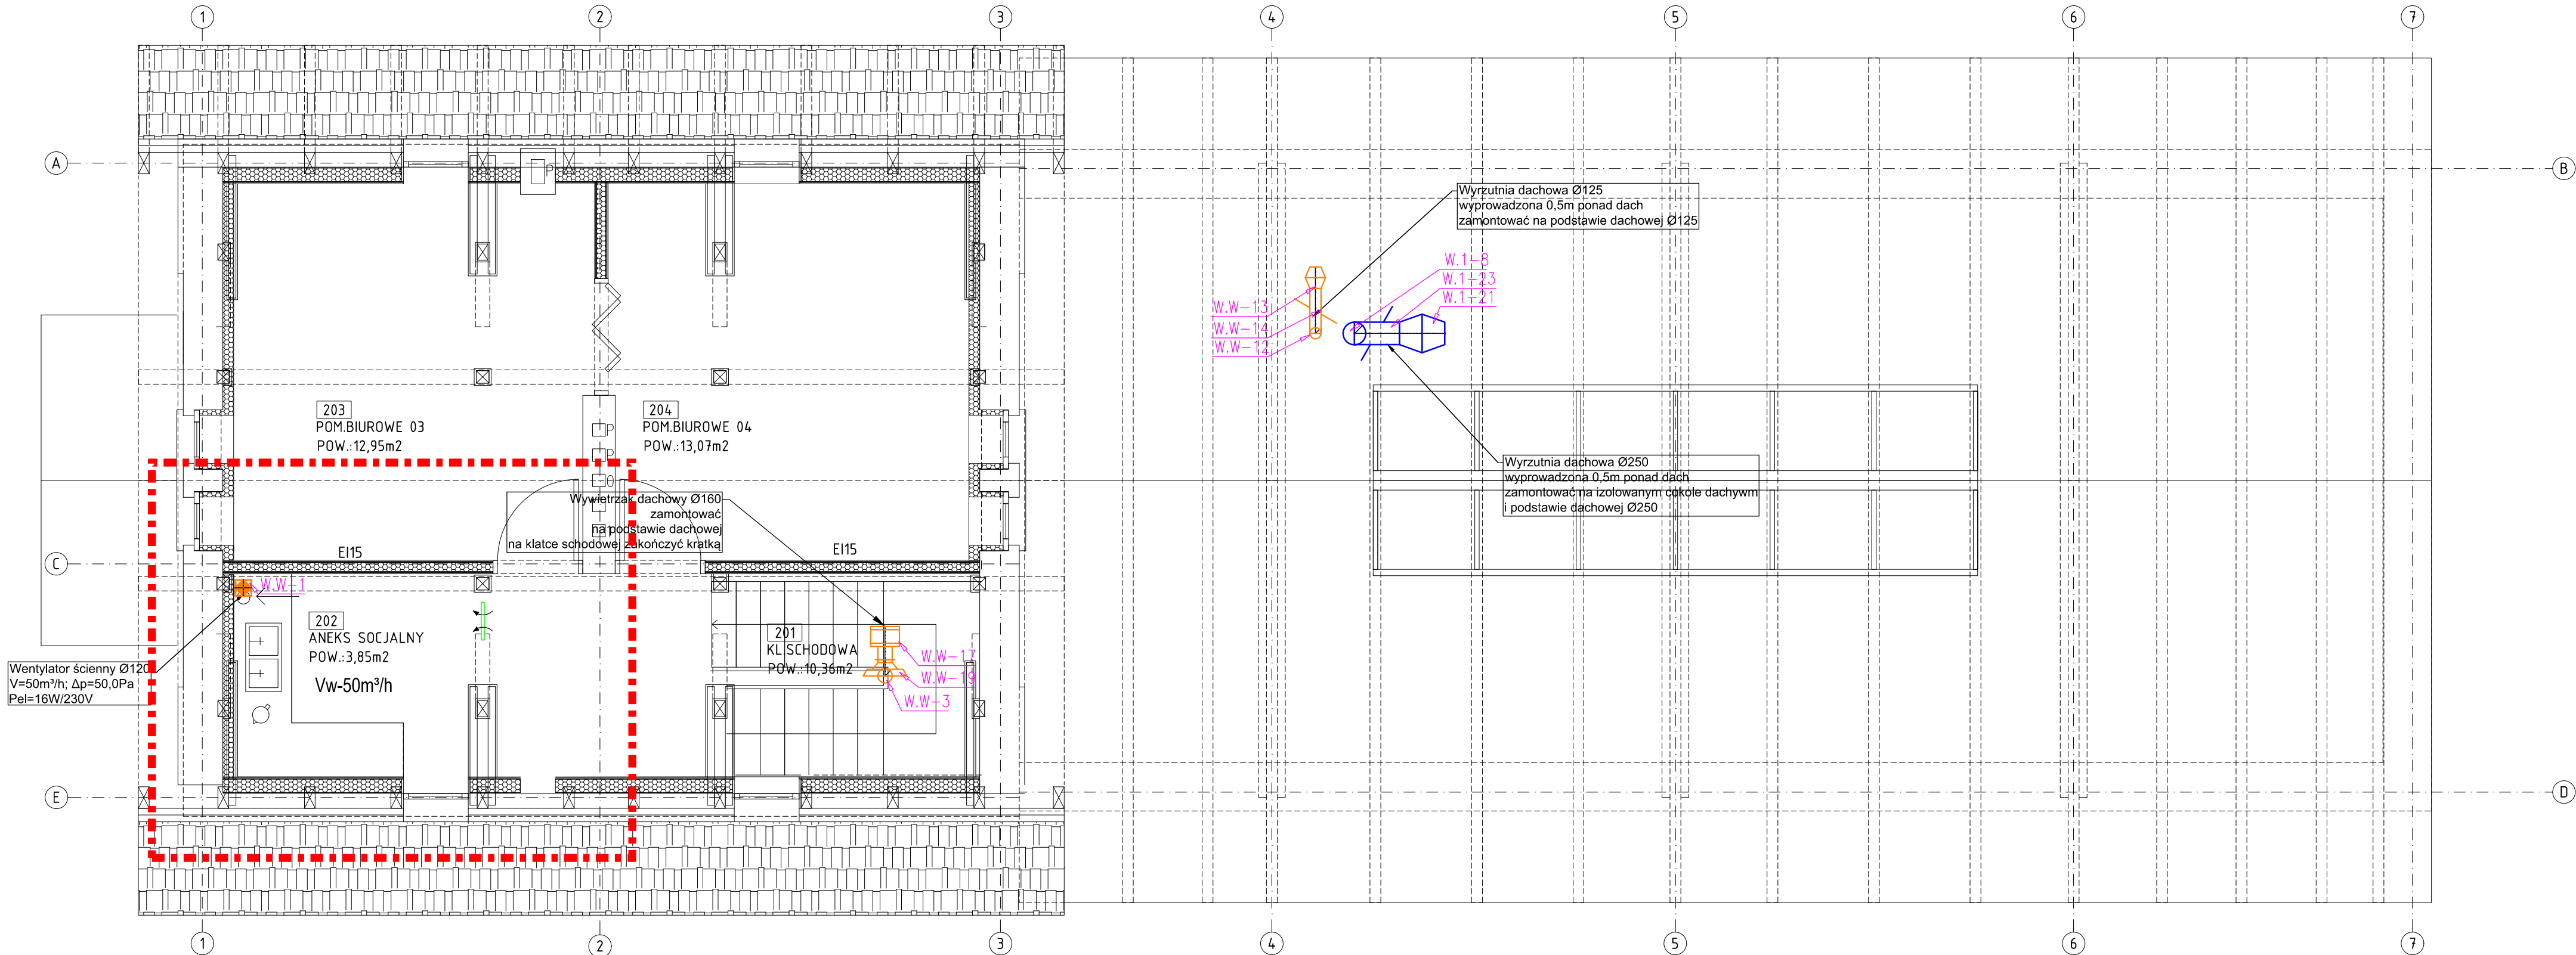 1
2
3
4
5
6
7
A
B
P
Wyrzutnia dachowa Ø125
wyprowadzona 0,5m ponad dach
zamontować na podstawie dachowej Ø125
W.1-8
W.1-23
W.1-21
W.W-13
W.W-14
W.W-12
203
POM.BIUROWE 03
POW.:12,95m2
204
POM.BIUROWE 04
POW.:13,07m2
P
P
O
Wyrzutnia dachowa Ø250
wyprowadzona 0,5m ponad dach
zamontować na izolowanym cokole dachywm
i podstawie dachowej Ø250
Wywietrzak dachowy Ø160
zamontować
na podstawie dachowej
na klatce schodowej zakończyć kratką
EI15
EI15
C
W.W-1
202
ANEKS SOCJALNY
POW.:3,85m2
Vw-50m³/h
201
KL.SCHODOWA
POW.:10,36m2
W.W-17
W.W-19
W.W-3
Wentylator ścienny Ø120
V=50m³/h; Δp=50,0Pa
Pel=16W/230V
E
D
1
2
3
4
5
6
7